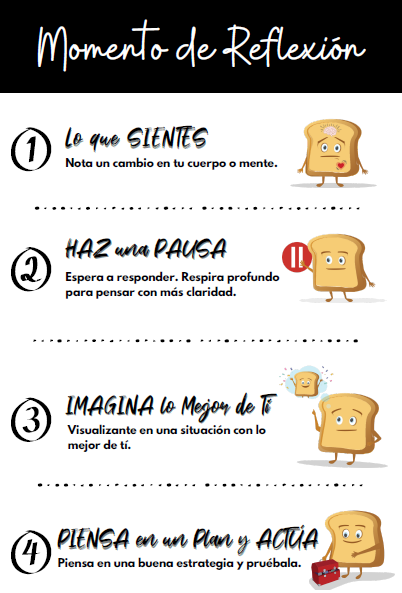 Momento de Reflexión
1
Lo que SIENTES
Nota un cambio en tu cuerpo o mente.
2
HAZ una PAUSA
Espera a responder. Respira profundo
para pensar con más claridad.
3
IMAGINA lo Mejor de Tí
Visualizante en una situación con lo
mejor de tí.
4
PIENSA en un Plan y ACTÚA
Piensa en una buena estrategia y pruébala.